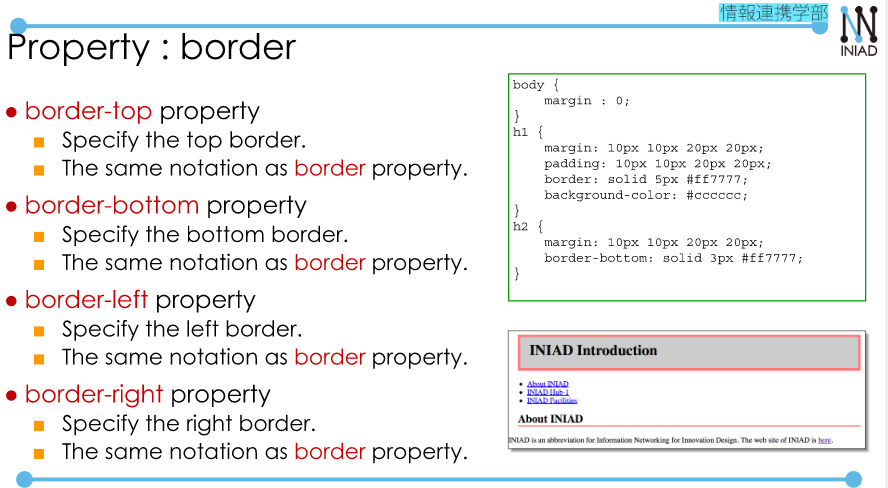 情報連携学部
INIAD
Property : border
● border-top property
■ Specify the top border.
■ The same notation as border property.
● border-bottom property
■ Specify the bottom border.
■ The same notation as border property.
● border-left property
■ Specify the left border.
■ The same notation as border property.
● border-right property
■ Specify the right border.
■ The same notation as border property.
body {
    margin : 0;
}
h1 {
    margin: 10px 10px 20px 20px;
    padding: 10px 10px 20px 20px;
    border: solid 5px #ff7777;
    background-color: #cccccc;
}
h2 {
    margin: 10px 10px 20px 20px;
    border-bottom: solid 3px #ff7777;
}
INIAD Introduction
• About INIAD
• INIAD Hub-1
• INIAD Facilities
About INIAD
INIAD is an abbreviation for Information Networking for Innovation Design. The web site of INIAD is here.